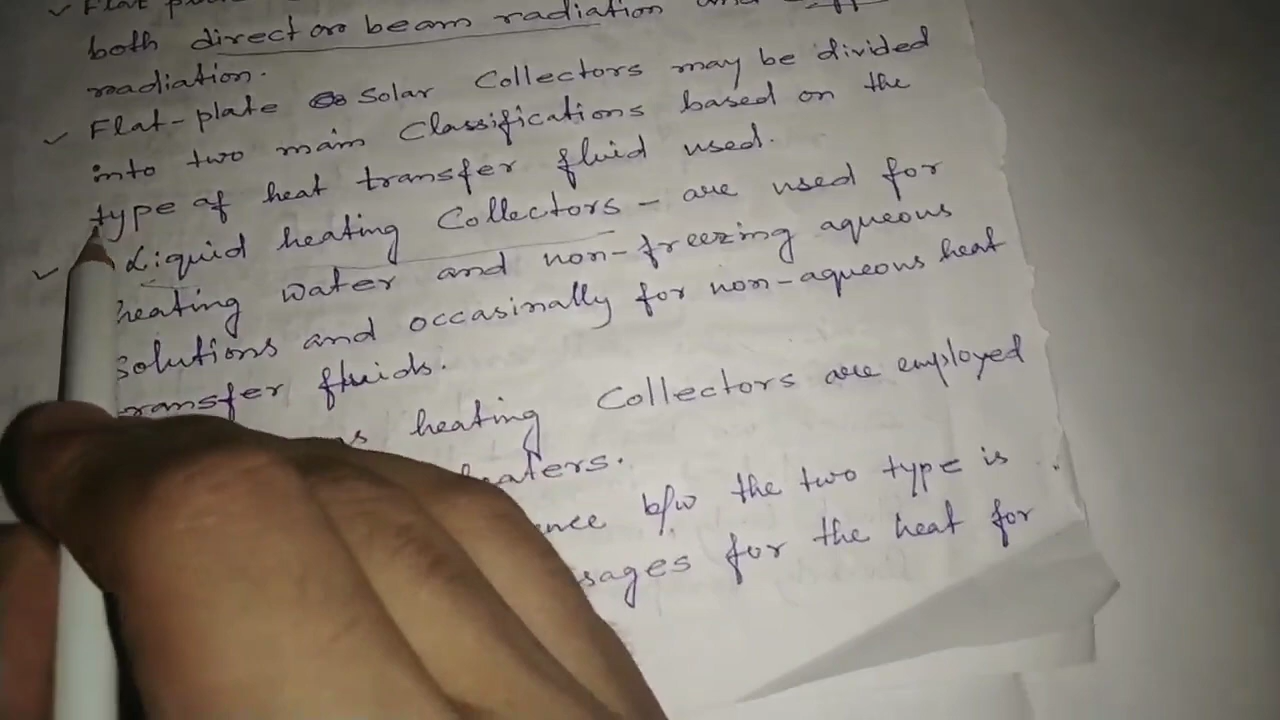 ✓ Flat
both direct or beam radiation and
radiation.
✓ Flat-plate Solar Collectors may be divided
into two main Classifications based on the
type of heat transfer fluid used.
✓ Liquid heating Collectors - are used for
heating water and non-freezing aqueous
solutions and occasinally for non-aqueous heat
transfer fluids.
heating Collectors are employed
heaters.
b/w the two type is
for the heat for